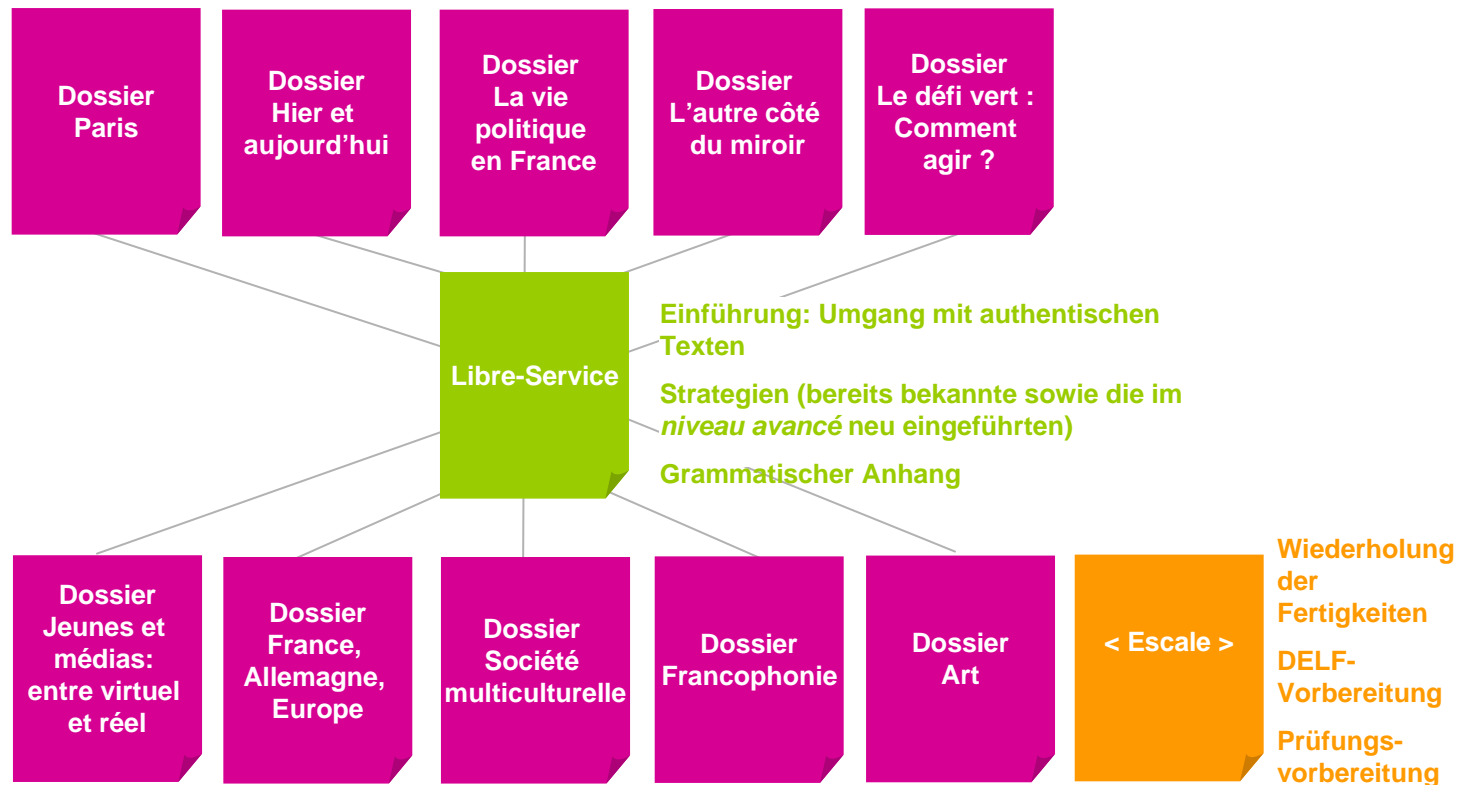 Dossier
Paris
Dossier
Hier et
aujourd'hui
Dossier
La vie
politique
en France
Dossier
L'autre côté
du miroir
Dossier
Le défi vert :
Comment
agir ?
Libre-Service
Einführung: Umgang mit authentischen
Texten
Strategien (bereits bekannte sowie die im
niveau avancé neu eingeführten)
Grammatischer Anhang
Dossier
Jeunes et
médias:
entre virtuel
et réel
Dossier
France,
Allemagne,
Europe
Dossier
Société
multiculturelle
Dossier
Francophonie
Dossier
Art
< Escale >
Wiederholung
der
Fertigkeiten
DELF-
Vorbereitung
Prüfungs-
vorbereitung